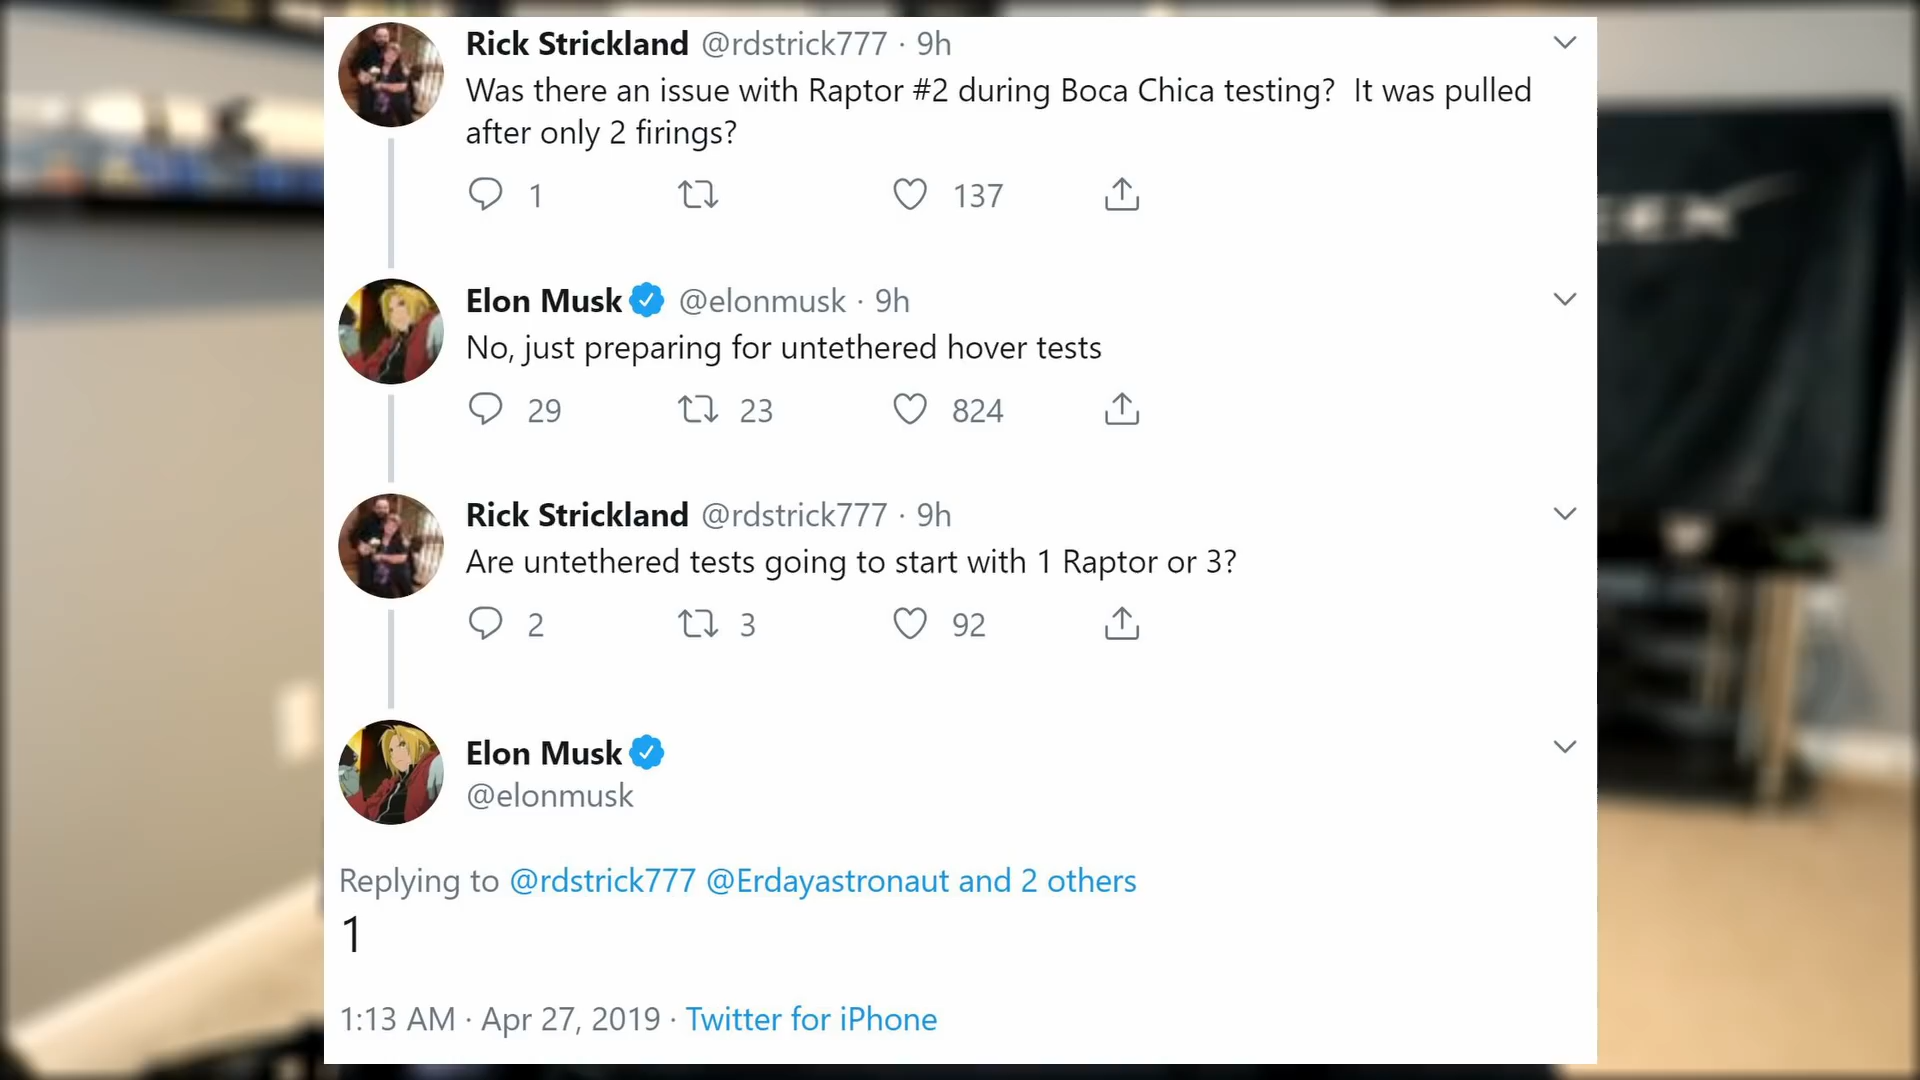 Rick Strickland @rdstrick777 · 9h
Was there an issue with Raptor #2 during Boca Chica testing?  It was pulled
after only 2 firings?
1 137
Elon Musk @elonmusk · 9h
No, just preparing for untethered hover tests
29 23 824
Rick Strickland @rdstrick777 · 9h
Are untethered tests going to start with 1 Raptor or 3?
2 3 92
Elon Musk
@elonmusk
Replying to @rdstrick777 @Erdayastronaut and 2 others
1
1:13 AM · Apr 27, 2019 · Twitter for iPhone